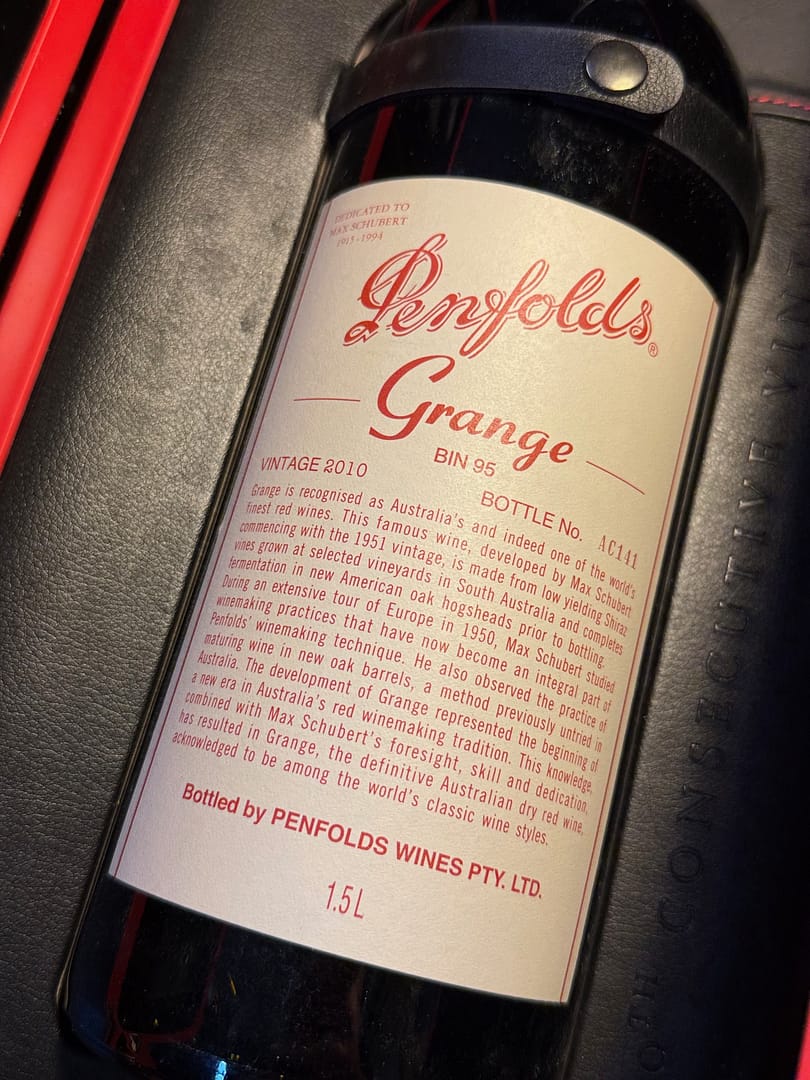 DEDICATED TO
MAX SCHUBERT
1915-1994
Penfolds®
Grange
BIN 95
VINTAGE 2010
BOTTLE No. AC141
Grange is recognised as Australia's and indeed one of the world's
finest red wines. This famous wine, developed by Max Schubert
commencing with the 1951 vintage, is made from low yielding Shiraz
vines grown at selected vineyards in South Australia and completes
fermentation in new American oak hogsheads prior to bottling.
During an extensive tour of Europe in 1950, Max Schubert studied
winemaking practices that have now become an integral part of
Penfolds' winemaking technique. He also observed the practice of
maturing wine in new oak barrels, a method previously untried in
Australia. The development of Grange represented the beginning of
a new era in Australia's red winemaking tradition. This knowledge,
combined with Max Schubert's foresight, skill and dedication,
has resulted in Grange, the definitive Australian dry red wine,
acknowledged to be among the world's classic wine styles.
Bottled by PENFOLDS WINES PTY. LTD.
1.5L
CONSECUTIVE